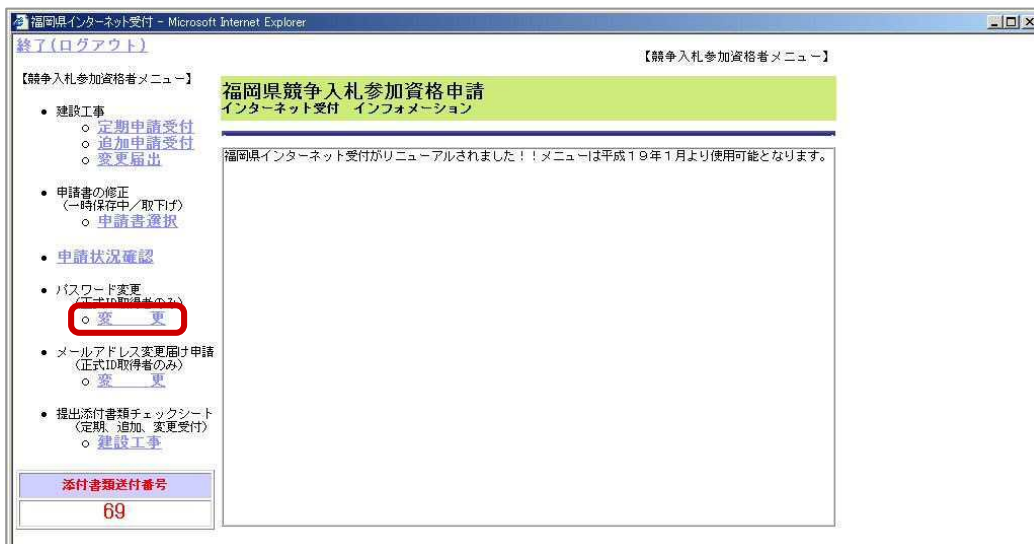 福岡県インターネット受付 - Microsoft Internet Explorer
終了(ログアウト)
【競争入札参加資格者メニュー】
• 建設工事
○ 定期申請受付
○ 追加申請受付
○ 変更届出
• 申請書の修正
(一時保存中／取下げ)
○ 申請書選択
• 申請状況確認
• パスワード変更
(正式ID取得者のみ)
○ 変　更
• メールアドレス変更届け申請
(正式ID取得者のみ)
○ 変　更
• 提出添付書類チェックシート
(定期、追加、変更受付)
○ 建設工事
添付書類送付番号
69
【競争入札参加資格者メニュー】
福岡県競争入札参加資格申請
インターネット受付　インフォメーション
福岡県インターネット受付がリニューアルされました！！メニューは平成１９年１月より使用可能となります。